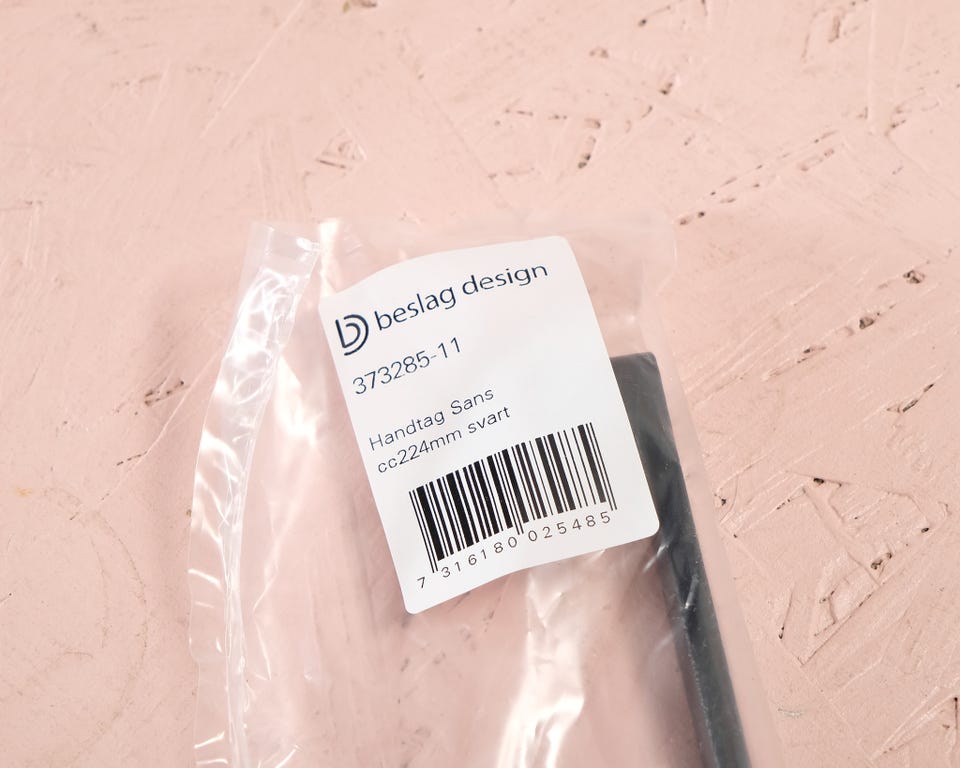 beslag design
373285-11
Handtag Sans
cc224mm svart
7 316180 025485